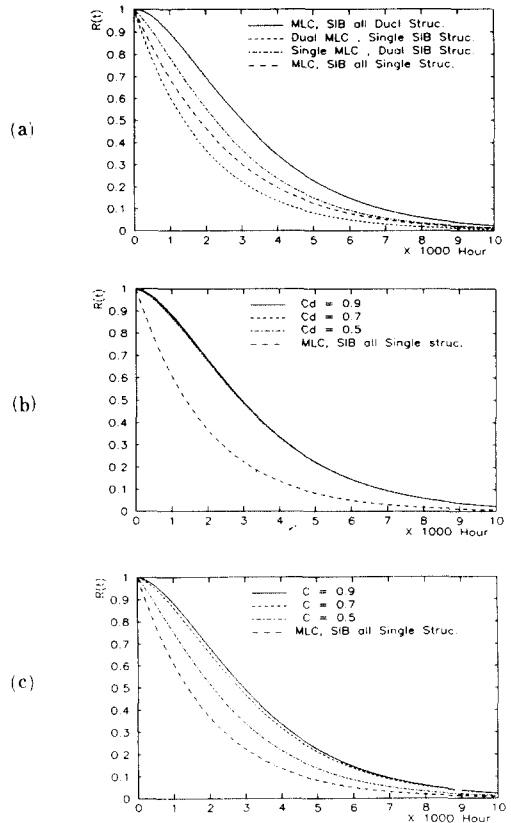 (a)
R(t)
1
0.9
0.8
0.7
0.6
0.5
0.4
0.3
0.2
0.1
0
MLC, SIB all Duct Struc.
Dual MLC , Single SIB Struc.
Single MLC , Dual SIB Struc.
MLC, SIB all Single Struc.
0 1 2 3 4 5 6 7 8 9 10
X 1000 Hour
(b)
R(t)
1
0.9
0.8
0.7
0.6
0.5
0.4
0.3
0.2
0.1
0
Cd = 0.9
Cd = 0.7
Cd = 0.5
MLC, SIB all Single struc.
0 1 2 3 4 5 6 7 8 9 10
X 1000 Hour
(c)
R(t)
1
0.9
0.8
0.7
0.6
0.5
0.4
0.3
0.2
0.1
0
C = 0.9
C = 0.7
C = 0.5
MLC, SIB all Single Struc.
0 1 2 3 4 5 6 7 8 9 10
X 1000 Hour